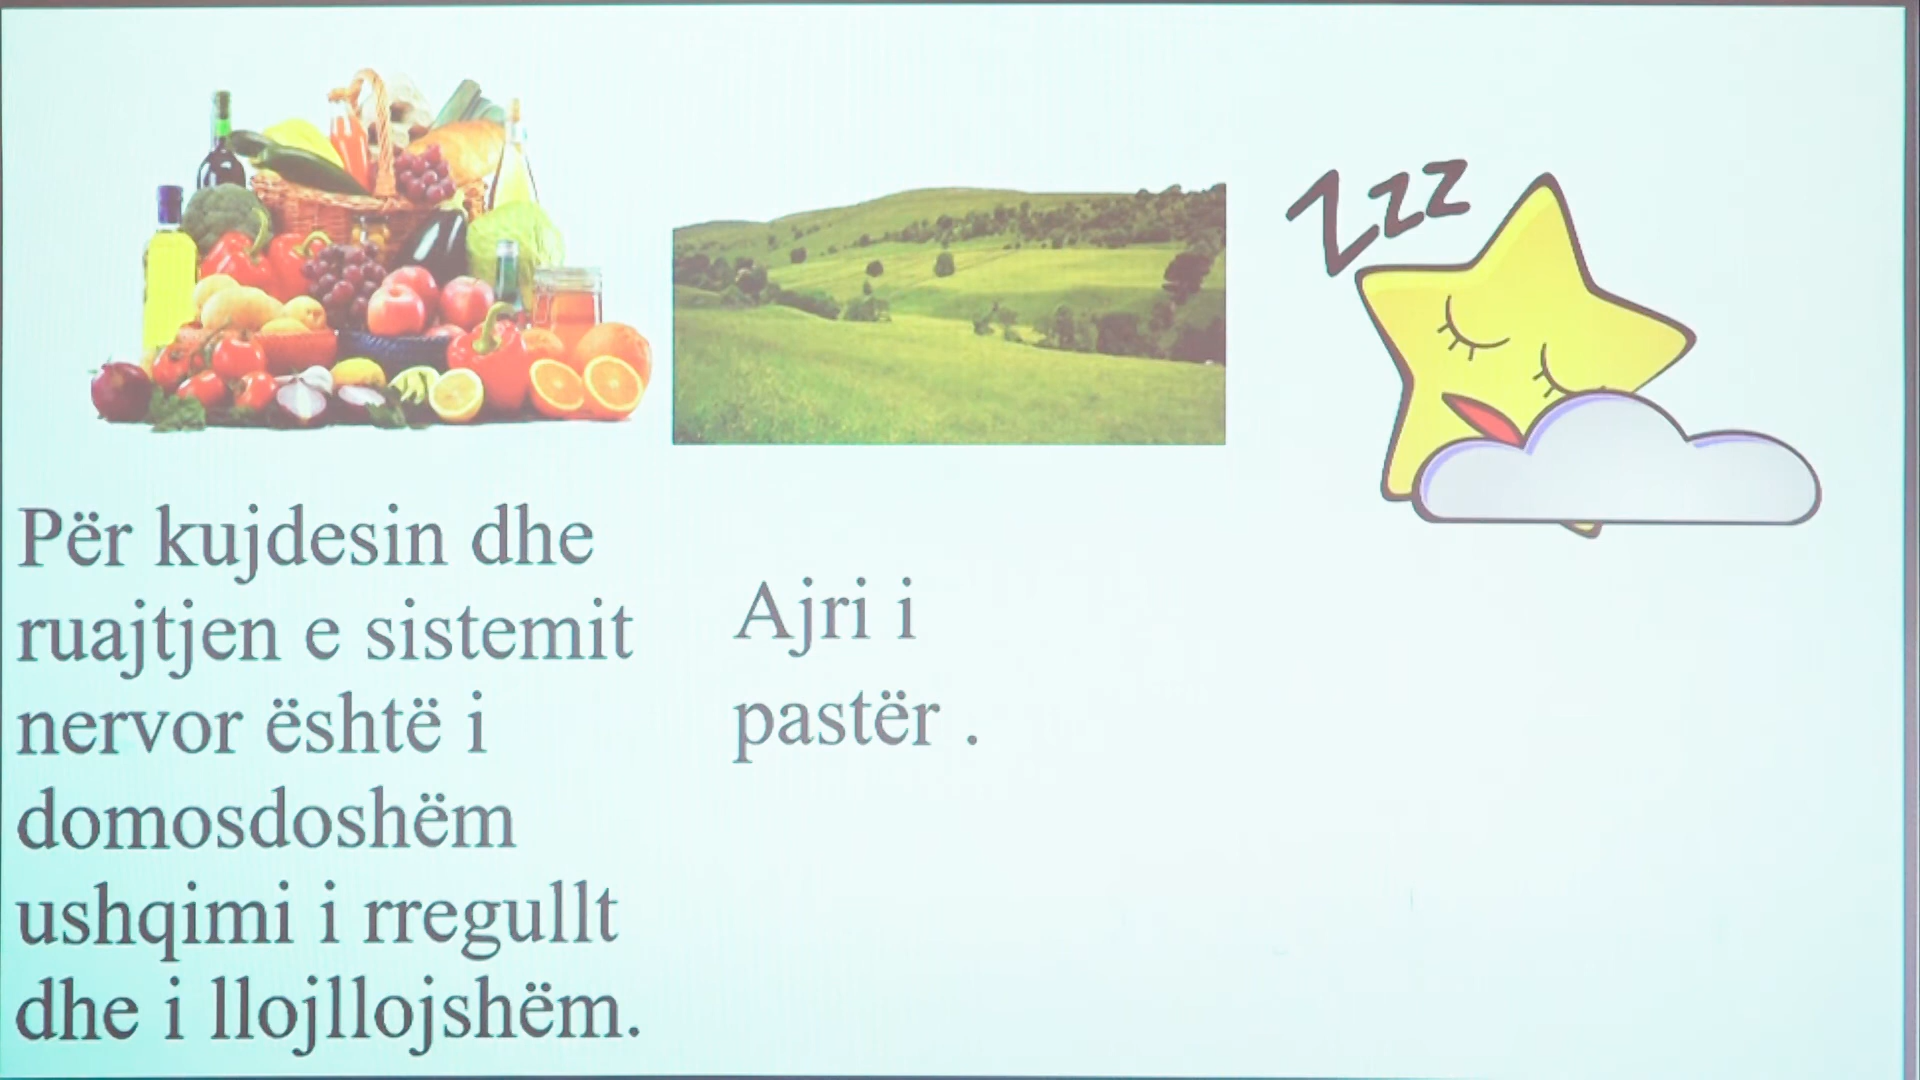 Zzz
Për kujdesin dhe
ruajtjen e sistemit
nervor është i
domosdoshëm
ushqimi i rregullt
dhe i llojllojshëm.
Ajri i
pastër .